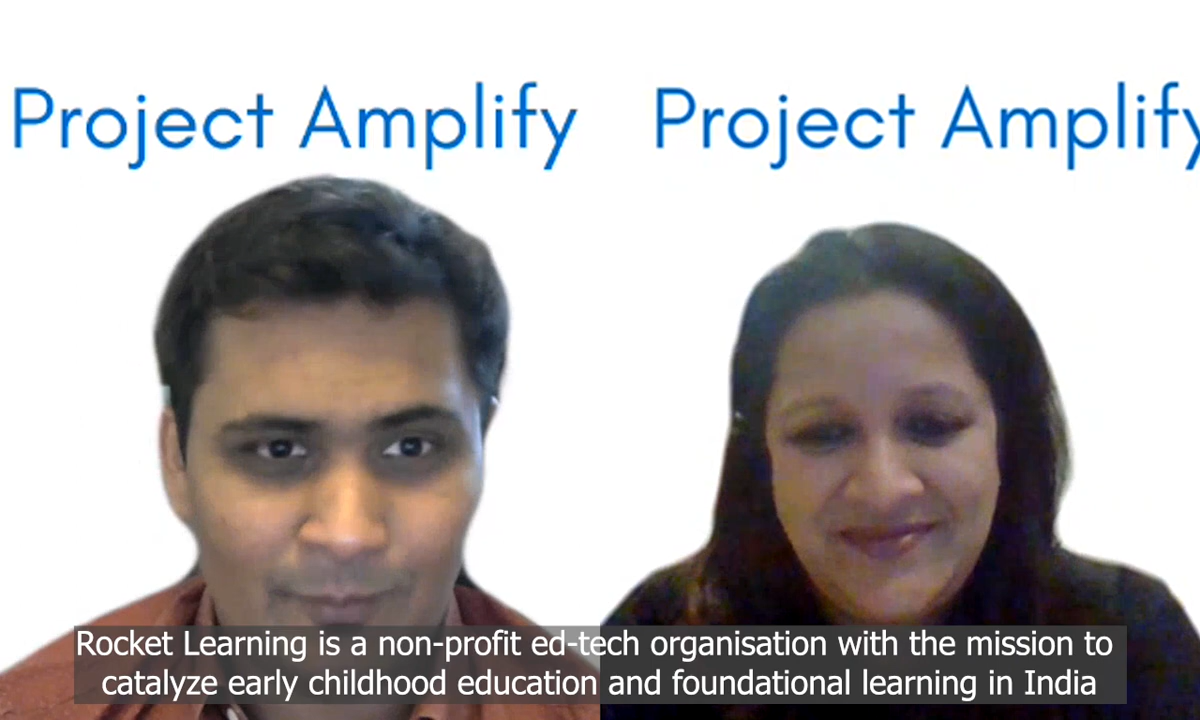 Project Amplify
Project Amplify
Rocket Learning is a non-profit ed-tech organisation with the mission to
catalyze early childhood education and foundational learning in India